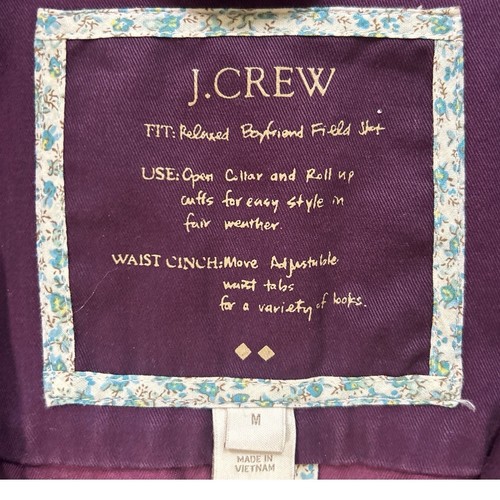 J.CREW
FIT: Relaxed Boyfriend Field Shirt
USE: Open Collar and Roll up
cuffs for easy style in
fair weather.
WAIST CINCH: Move Adjustable
waist tabs
for a variety of looks.
M
MADE IN
VIETNAM